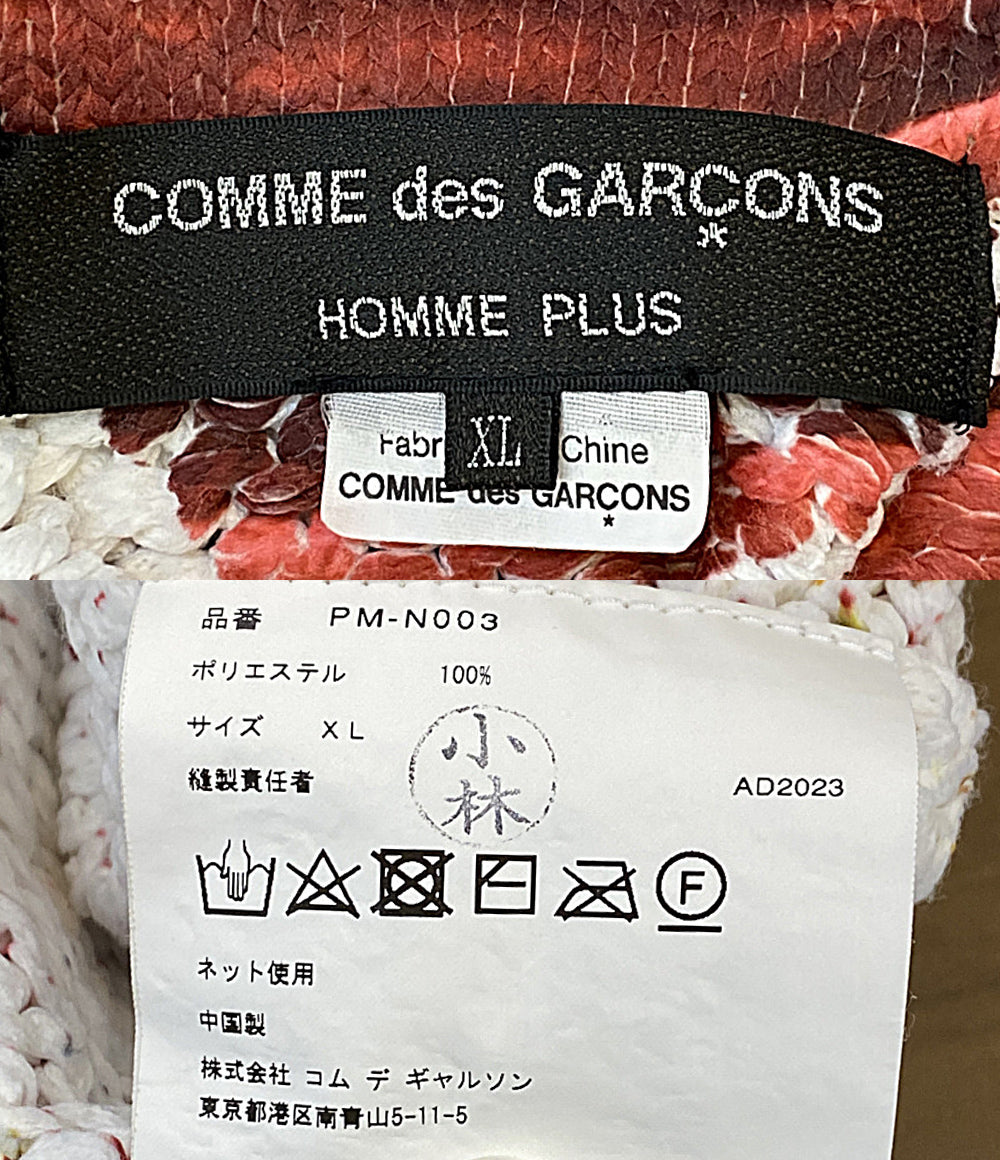 COMME des GARÇONS
HOMME PLUS
XL
Fabr Chine
COMME des GARÇONS
品番 PM-N003
ポリエステル 100%
サイズ XL
小林
縫製責任者 AD2023
F
ネット使用
中国製
株式会社 コム デ ギャルソン
東京都港区南青山5-11-5